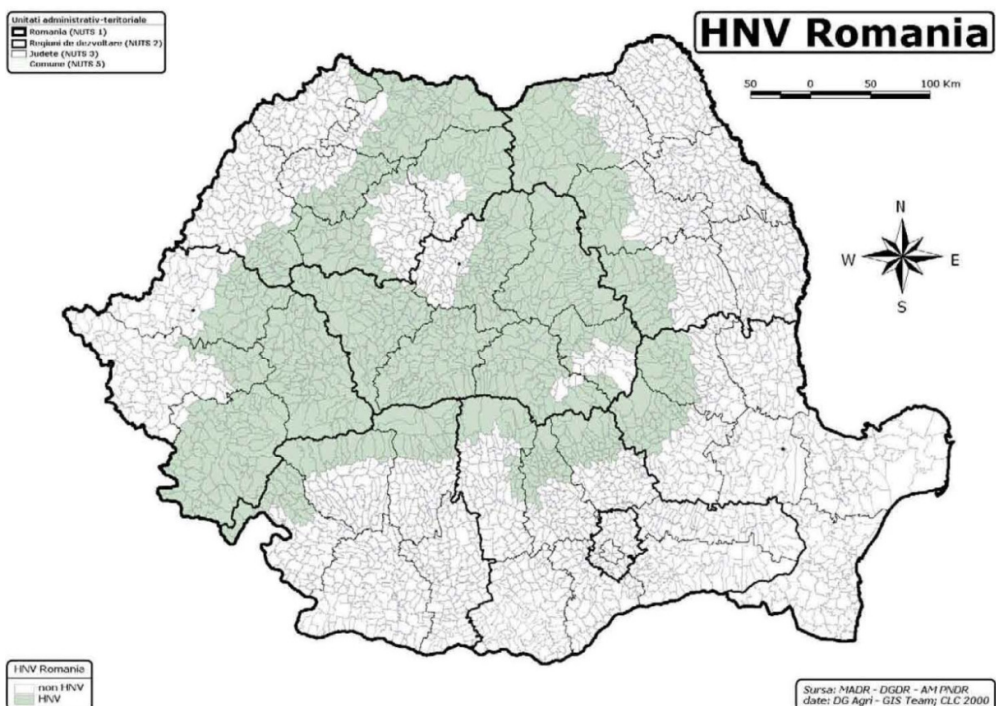 Unitati administrativ-teritoriale
Romania (NUTS 1)
Regiuni de dezvoltare (NUTS 2)
Judete (NUTS 3)
Comune (NUTS 5)
HNV Romania
50 0 50 100 Km
N
W E
S
HNV Romania
non HNV
HNV
Sursa: MADR - DGDR - AM PNDR
date: DG Agri - GIS Team; CLC 2000